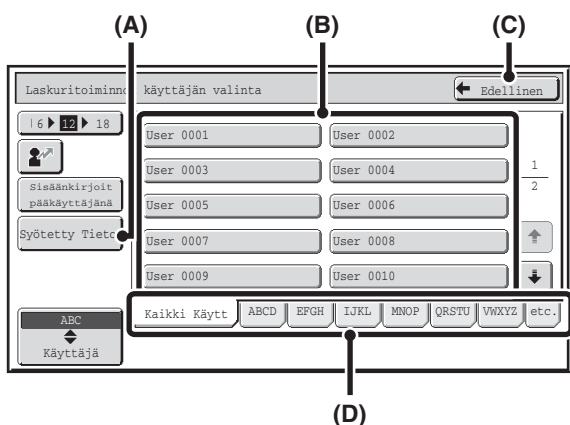 (A) (B) (C)
Laskuritoiminno käyttäjän valinta
Edellinen
6 12 18
User 0001 User 0002
User 0003 User 0004
1
2
Sisäänkirjoit
pääkäyttäjänä
User 0005 User 0006
Syötetty Tieto
User 0007 User 0008
User 0009 User 0010
Kaikki Käytt ABCD EFGH IJKL MNOP QRSTU VWXYZ etc.
ABC
Käyttäjä
(D)